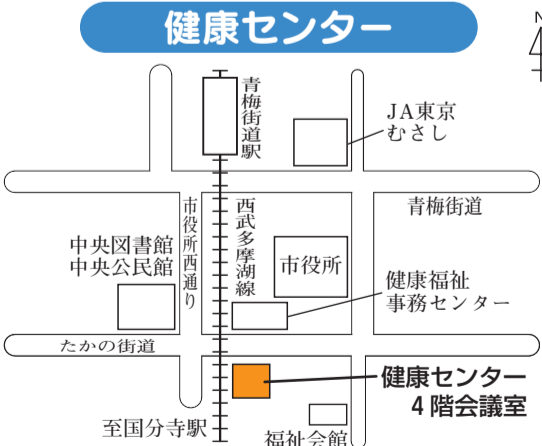 健康センター
N
青梅街道駅
JA東京
むさし
青梅街道
市役所西通り
西武多摩湖線
中央図書館
中央公民館
市役所
健康福祉
事務センター
たかの街道
健康センター
4階会議室
至国分寺駅
福祉会館